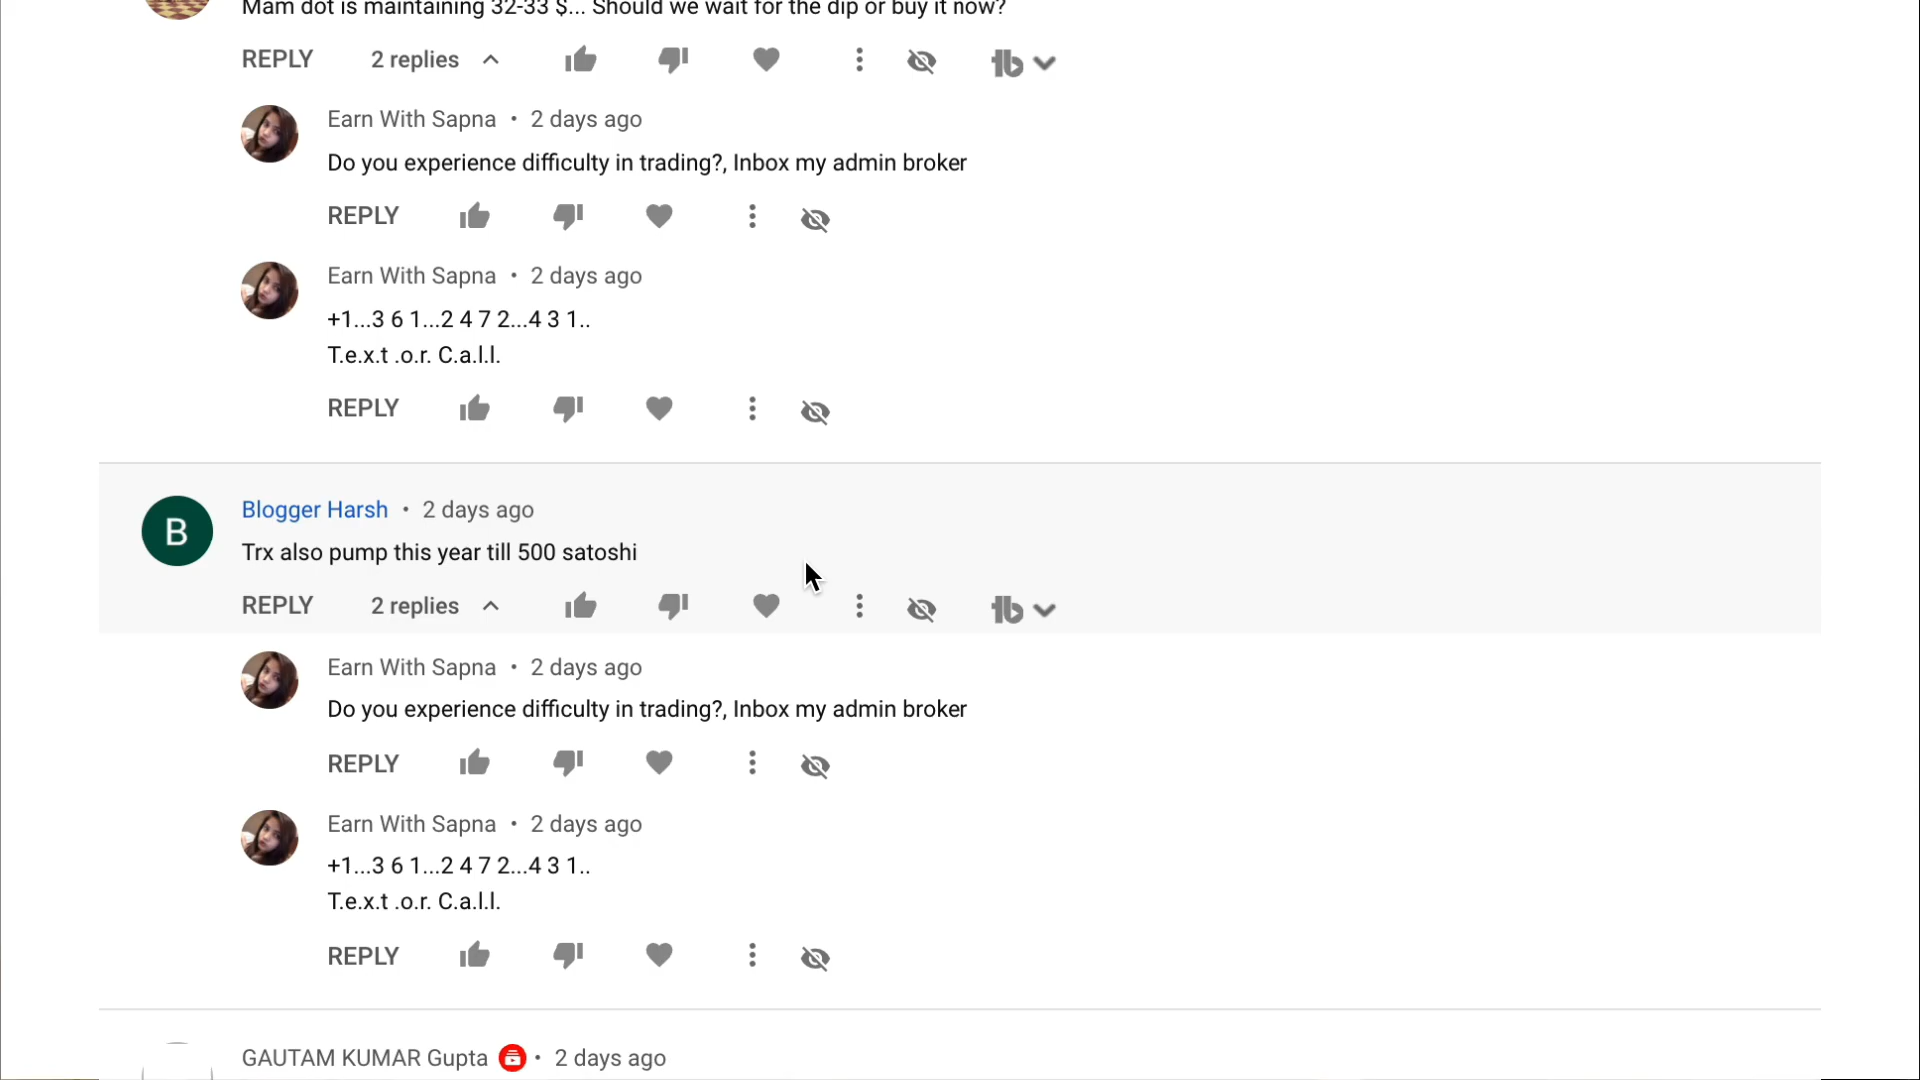 Mam dot is maintaining 32-33 $... Should we wait for the dip or buy it now?
REPLY 2 replies
Earn With Sapna • 2 days ago
Do you experience difficulty in trading?, Inbox my admin broker
REPLY
Earn With Sapna • 2 days ago
+1...3 6 1...2 4 7 2...4 3 1..
T.e.x.t .o.r. C.a.l.l.
REPLY
B
Blogger Harsh • 2 days ago
Trx also pump this year till 500 satoshi
REPLY 2 replies
Earn With Sapna • 2 days ago
Do you experience difficulty in trading?, Inbox my admin broker
REPLY
Earn With Sapna • 2 days ago
+1...3 6 1...2 4 7 2...4 3 1..
T.e.x.t .o.r. C.a.l.l.
REPLY
GAUTAM KUMAR Gupta • 2 days ago